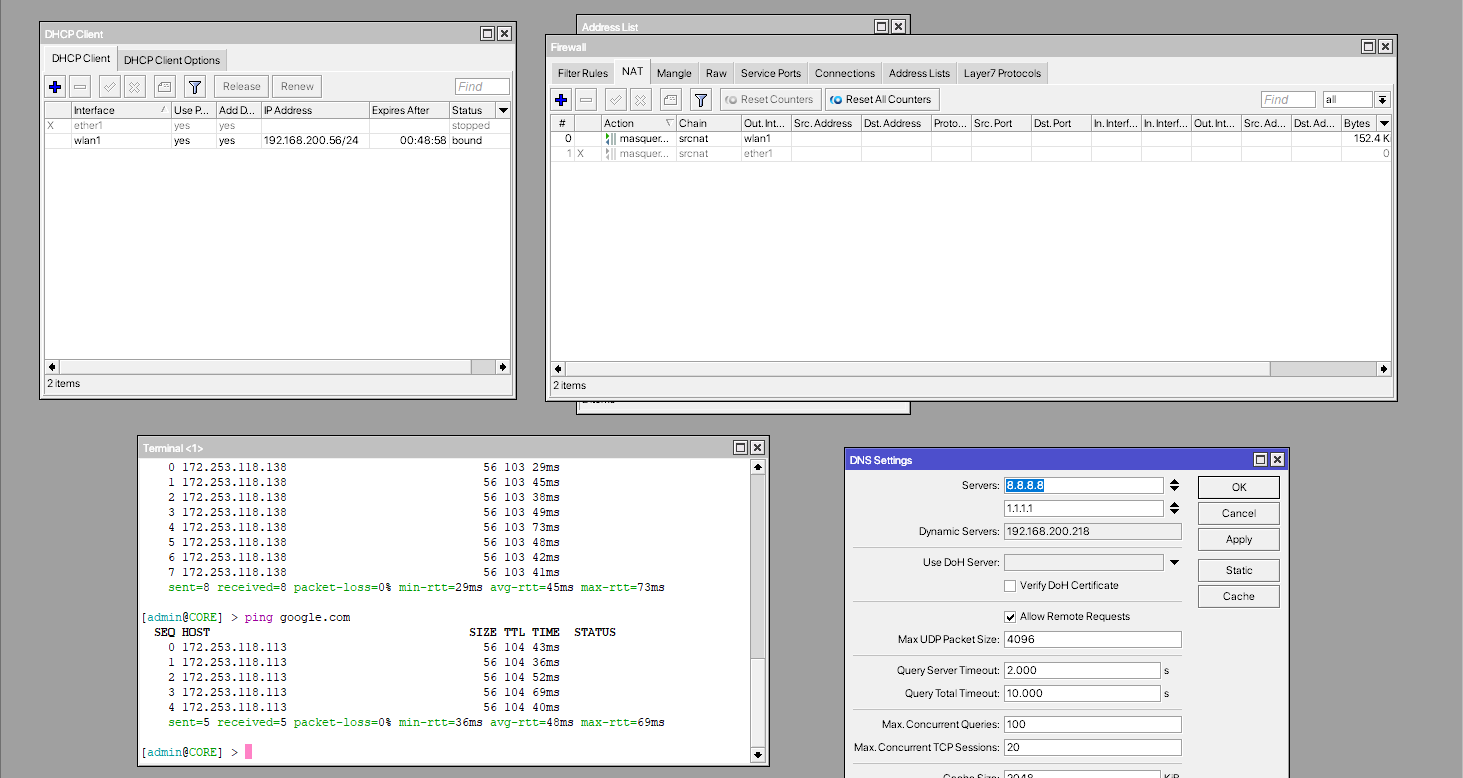 DHCP Client
DHCP Client DHCP Client Options
Release Renew Find
Interface Use P... Add D... IP Address Expires After Status
X ether1 yes yes stopped
wlan1 yes yes 192.168.200.56/24 00:48:58 bound
2 items
Address List
Firewall
Filter Rules NAT Mangle Raw Service Ports Connections Address Lists Layer7 Protocols
Reset Counters Reset All Counters Find all
# Action Chain Out. Int... Src. Address Dst. Address Proto... Src. Port Dst. Port In. Interf... In. Interf... Out. Int... Src. Ad... Dst. Ad... Bytes
0 masquer... srcnat wlan1 152.4 K
1 X masquer... srcnat ether1 0
2 items
Terminal <1>
0 172.253.118.138 56 103 29ms
1 172.253.118.138 56 103 45ms
2 172.253.118.138 56 103 38ms
3 172.253.118.138 56 103 49ms
4 172.253.118.138 56 103 73ms
5 172.253.118.138 56 103 48ms
6 172.253.118.138 56 103 42ms
7 172.253.118.138 56 103 41ms
sent=8 received=8 packet-loss=0% min-rtt=29ms avg-rtt=45ms max-rtt=73ms
[admin@CORE] > ping google.com
SEQ HOST SIZE TTL TIME STATUS
0 172.253.118.113 56 104 43ms
1 172.253.118.113 56 104 36ms
2 172.253.118.113 56 104 52ms
3 172.253.118.113 56 104 69ms
4 172.253.118.113 56 104 40ms
sent=5 received=5 packet-loss=0% min-rtt=36ms avg-rtt=48ms max-rtt=69ms
[admin@CORE] >
DNS Settings
Servers: 8.8.8.8 OK
1.1.1.1 Cancel
Dynamic Servers: 192.168.200.218 Apply
Use DoH Server: Static
Verify DoH Certificate Cache
Allow Remote Requests
Max UDP Packet Size: 4096
Query Server Timeout: 2.000 s
Query Total Timeout: 10.000 s
Max. Concurrent Queries: 100
Max. Concurrent TCP Sessions: 20
Cache Size: 2048 KiB